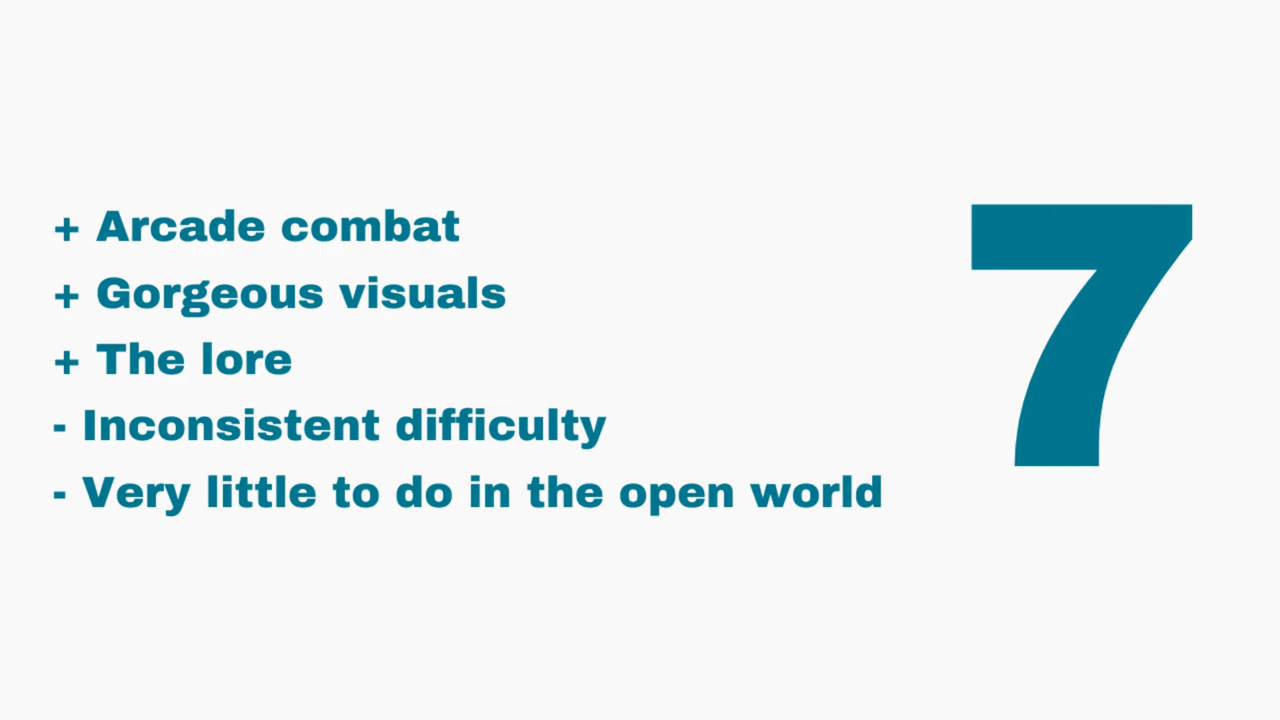 + Arcade combat
+ Gorgeous visuals
+ The lore
- Inconsistent difficulty
- Very little to do in the open world
7